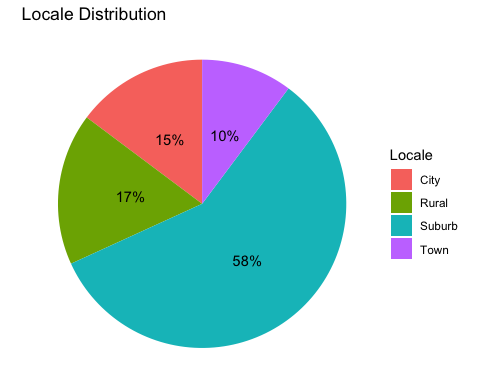 Locale Distribution
15%
10%
17%
58%
Locale
City
Rural
Suburb
Town